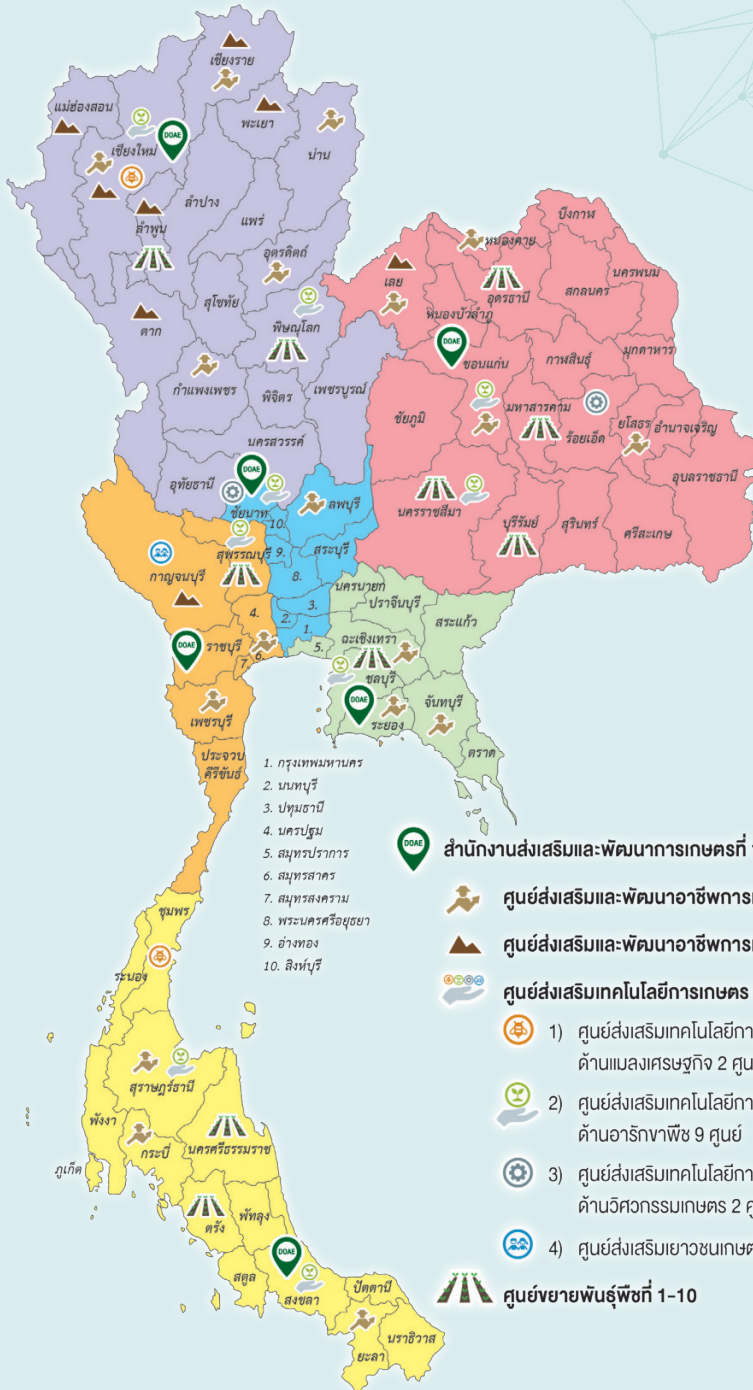 เชียงราย
แม่ฮ่องสอน
พะเยา
น่าน
DOAE
เชียงใหม่
ลำปาง
ลำพูน
แพร่
อุตรดิตถ์
สุโขทัย
ตาก
พิษณุโลก
กำแพงเพชร
พิจิตร
เพชรบูรณ์
นครสวรรค์
อุทัยธานี
บึงกาฬ
หนองคาย
เลย
อุดรธานี
นครพนม
สกลนคร
หนองบัวลำภู
DOAE
ขอนแก่น
กาฬสินธุ์
มุกดาหาร
ชัยภูมิ
มหาสารคาม
ร้อยเอ็ด
ยโสธร
อำนาจเจริญ
อุบลราชธานี
นครราชสีมา
บุรีรัมย์
สุรินทร์
ศรีสะเกษ
DOAE
ชัยนาท
10.
ลพบุรี
9.
สระบุรี
8.
3.
2.
1.
สุพรรณบุรี
กาญจนบุรี
4.
DOAE
ราชบุรี
6.
7.
เพชรบุรี
ประจวบ
คีรีขันธ์
นครนายก
ปราจีนบุรี
5.
ฉะเชิงเทรา
สระแก้ว
ชลบุรี
DOAE
ระยอง
จันทบุรี
ตราด
1. กรุงเทพมหานคร
2. นนทบุรี
3. ปทุมธานี
4. นครปฐม
5. สมุทรปราการ
6. สมุทรสาคร
7. สมุทรสงคราม
8. พระนครศรีอยุธยา
9. อ่างทอง
10. สิงห์บุรี
ชุมพร
ระนอง
สุราษฎร์ธานี
พังงา
กระบี่
นครศรีธรรมราช
ภูเก็ต
ตรัง
พัทลุง
DOAE
สตูล
สงขลา
ปัตตานี
ยะลา
นราธิวาส
DOAE
สำนักงานส่งเสริมและพัฒนาการเกษตรที่
ศูนย์ส่งเสริมและพัฒนาอาชีพการ
ศูนย์ส่งเสริมและพัฒนาอาชีพการ
ศูนย์ส่งเสริมเทคโนโลยีการเกษตร
1) ศูนย์ส่งเสริมเทคโนโลยีกา
ด้านแมลงเศรษฐกิจ 2 ศูน
2) ศูนย์ส่งเสริมเทคโนโลยีกา
ด้านอารักขาพืช 9 ศูนย์
3) ศูนย์ส่งเสริมเทคโนโลยีกา
ด้านวิศวกรรมเกษตร 2 ศู
4) ศูนย์ส่งเสริมเยาวชนเกษต
ศูนย์ขยายพันธุ์พืชที่ 1-10